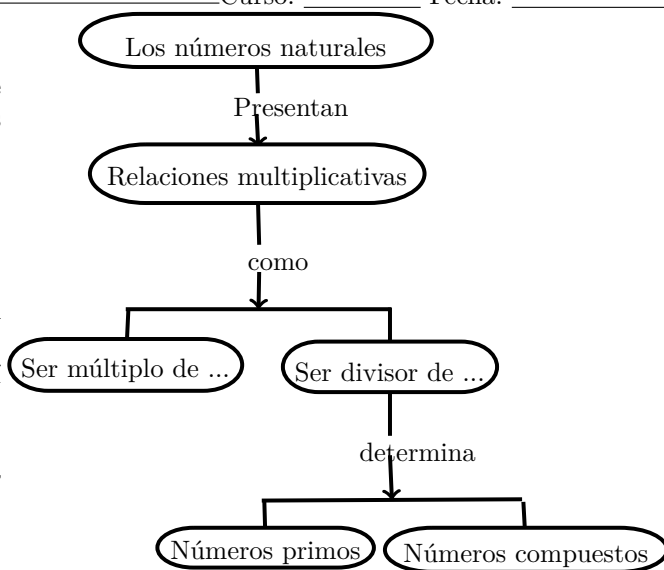 Curso: Fecha:
Los números naturales
Presentan
Relaciones multiplicativas
como
Ser múltiplo de ...
Ser divisor de ...
determina
Números primos
Números compuestos